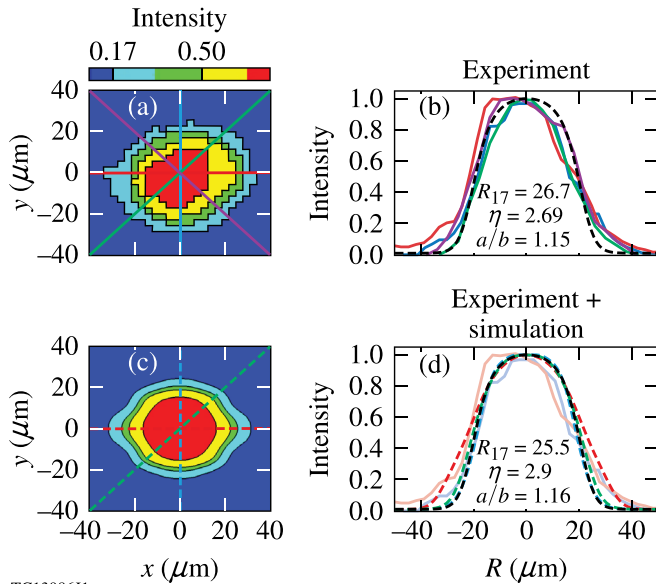 Intensity
0.17 0.50
Experiment
40
20
0
−20
−40
y (μm)
(a)
1.0
0.8
0.6
0.4
0.2
0.0
Intensity
(b)
R17 = 26.7
η = 2.69
a/b = 1.15
−40 0 40
Experiment +
simulation
40
20
0
−20
−40
y (μm)
(c)
−40 −20 0 20 40
x (μm)
1.0
0.8
0.6
0.4
0.2
0.0
Intensity
(d)
R17 = 25.5
η = 2.9
a/b = 1.16
−40 0 40
R (μm)